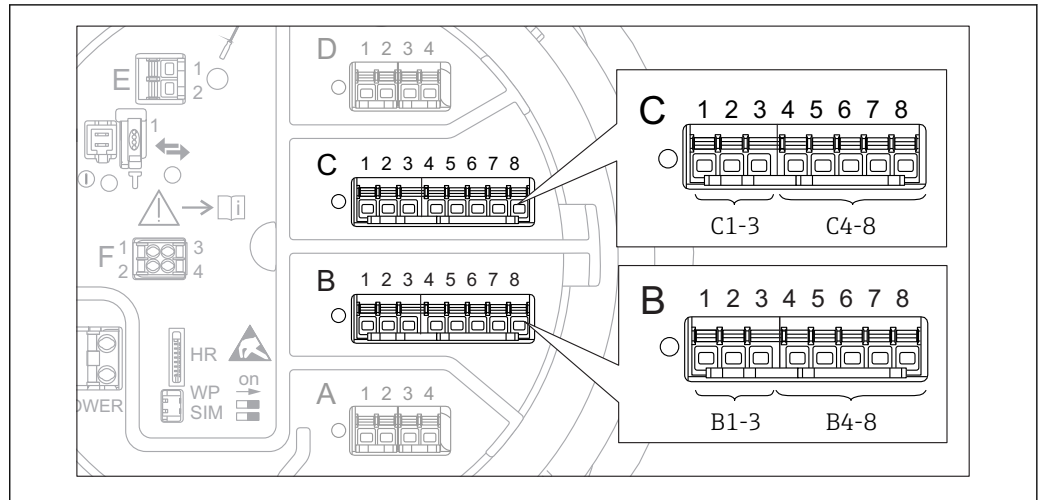 D 1 2 3 4
E 1
2
1
C 1 2 3 4 5 6 7 8
i
F 1 3
2 4
B 1 2 3 4 5 6 7 8
HR
WP
SIM
on
OWER
A 1 2 3 4
C 1 2 3 4 5 6 7 8
C1-3 C4-8
B 1 2 3 4 5 6 7 8
B1-3 B4-8